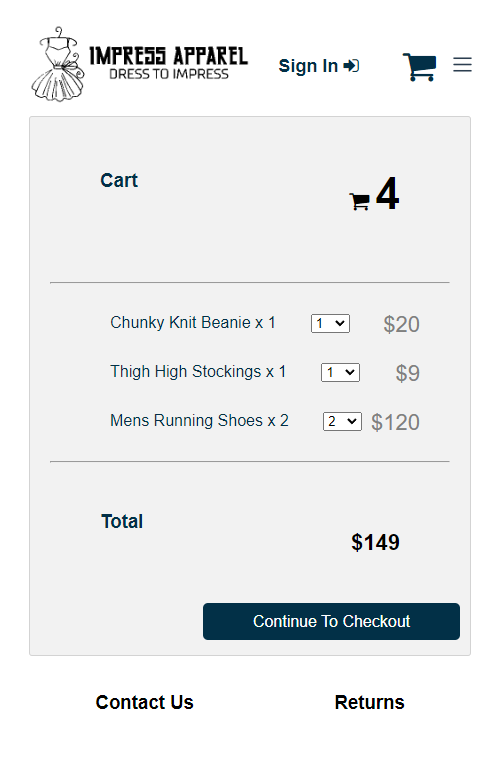 IMPRESS APPAREL
DRESS TO IMPRESS
Sign In
Cart
4
Chunky Knit Beanie x 1 1 $20
Thigh High Stockings x 1 1 $9
Mens Running Shoes x 2 2 $120
Total
$149
Continue To Checkout
Contact Us Returns